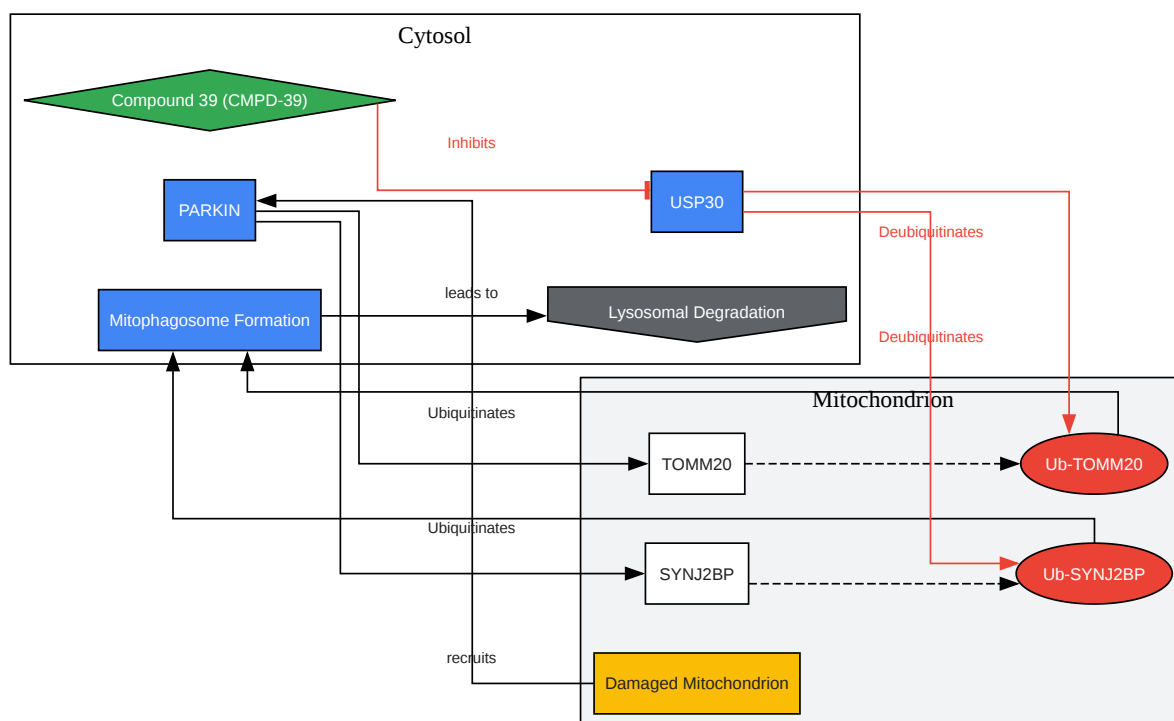 Cytosol
Compound 39 (CMPD-39)
Inhibits
PARKIN
USP30
Deubiquitinates
leads to
Mitophagosome Formation
Lysosomal Degradation
Deubiquitinates
Mitochondrion
Ubiquitinates
TOMM20
Ub-TOMM20
Ubiquitinates
SYNJ2BP
Ub-SYNJ2BP
recruits
Damaged Mitochondrion